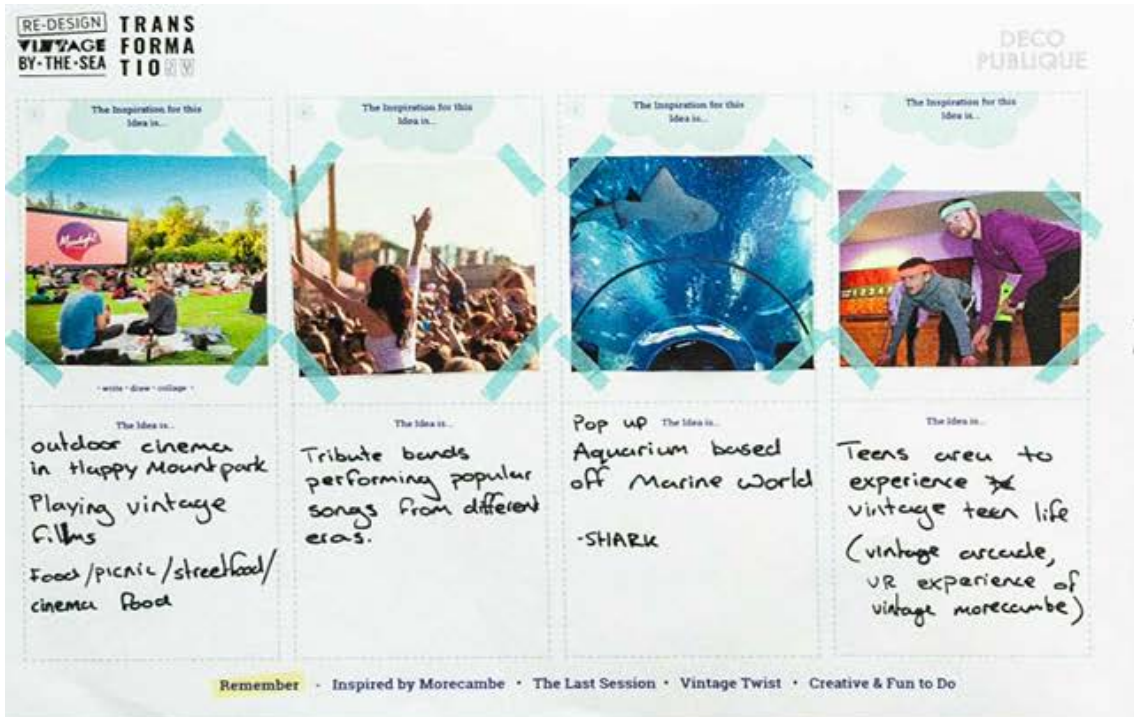 RE-DESIGN
VINTAGE
BY·THE·SEA
TRANS
FORMA
TION
DECO
PUBLIQUE
The Inspiration for this
Idea is...
Moonlight
- write - draw - collage -
The Idea is...
outdoor cinema
in Happy Mount park
Playing vintage
films
Food/picnic/streetfood/
cinema food
The Inspiration for this
Idea is...
The Idea is...
Tribute bands
performing popular
songs from different
eras.
The Inspiration for this
Idea is...
The Idea is...
Pop up
Aquarium based
off Marine World
-SHARK
The Inspiration for this
Idea is...
The Idea is...
Teens area to
experience
vintage teen life
(vintage arcade,
VR experience of
vintage morecambe)
Remember - Inspired by Morecambe • The Last Session • Vintage Twist • Creative & Fun to Do